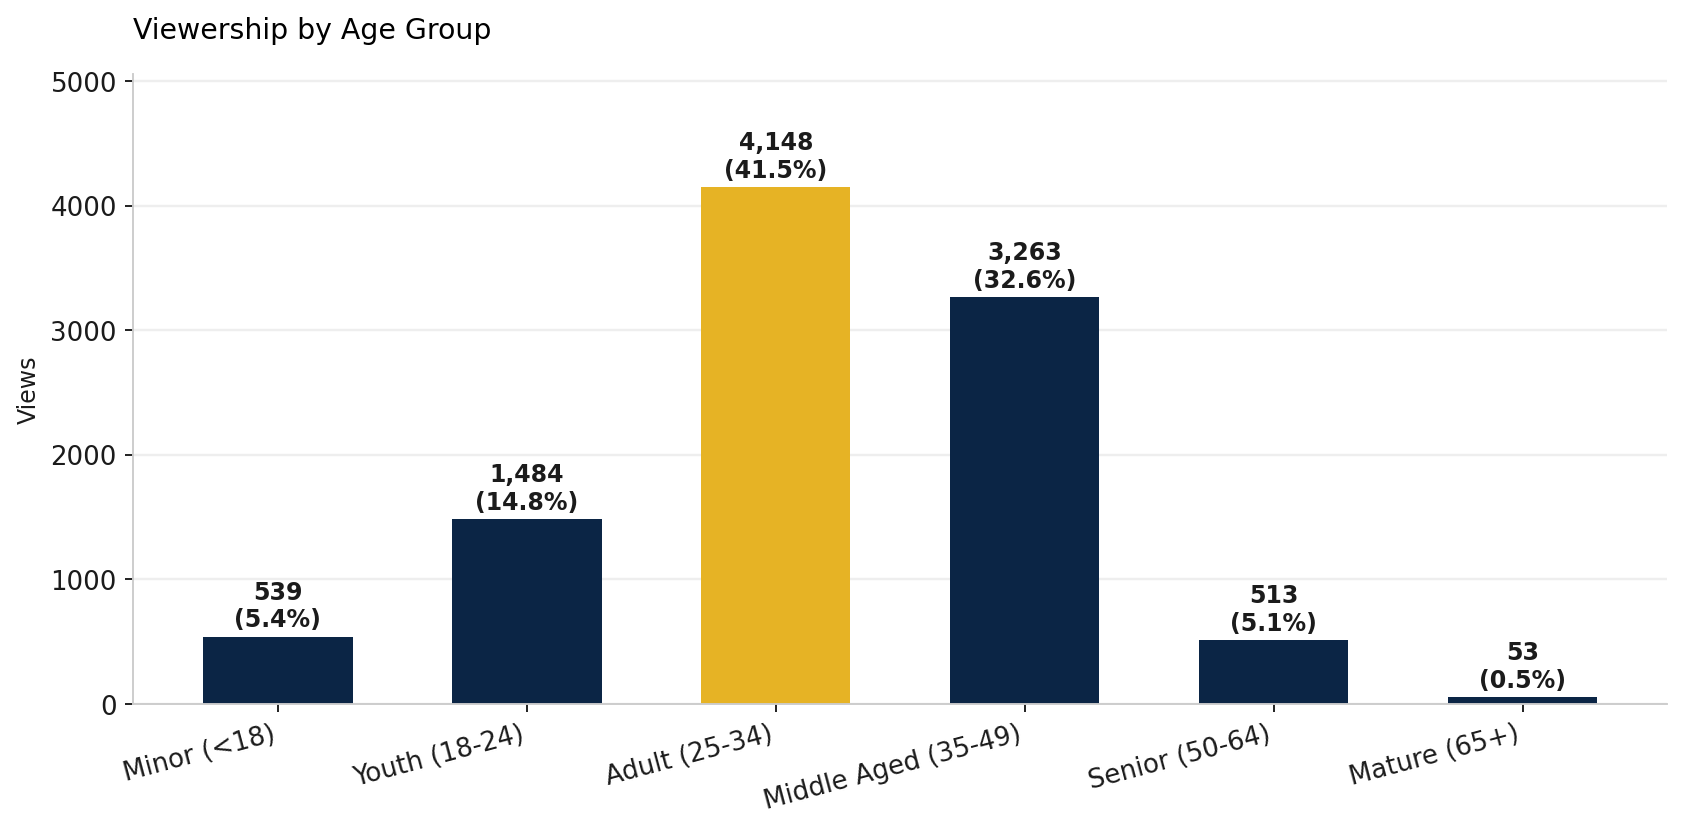 Viewership by Age Group
Views
5000
4000
3000
2000
1000
0
539
(5.4%)
1,484
(14.8%)
4,148
(41.5%)
3,263
(32.6%)
513
(5.1%)
53
(0.5%)
Minor (<18)
Youth (18-24)
Adult (25-34)
Middle Aged (35-49)
Senior (50-64)
Mature (65+)